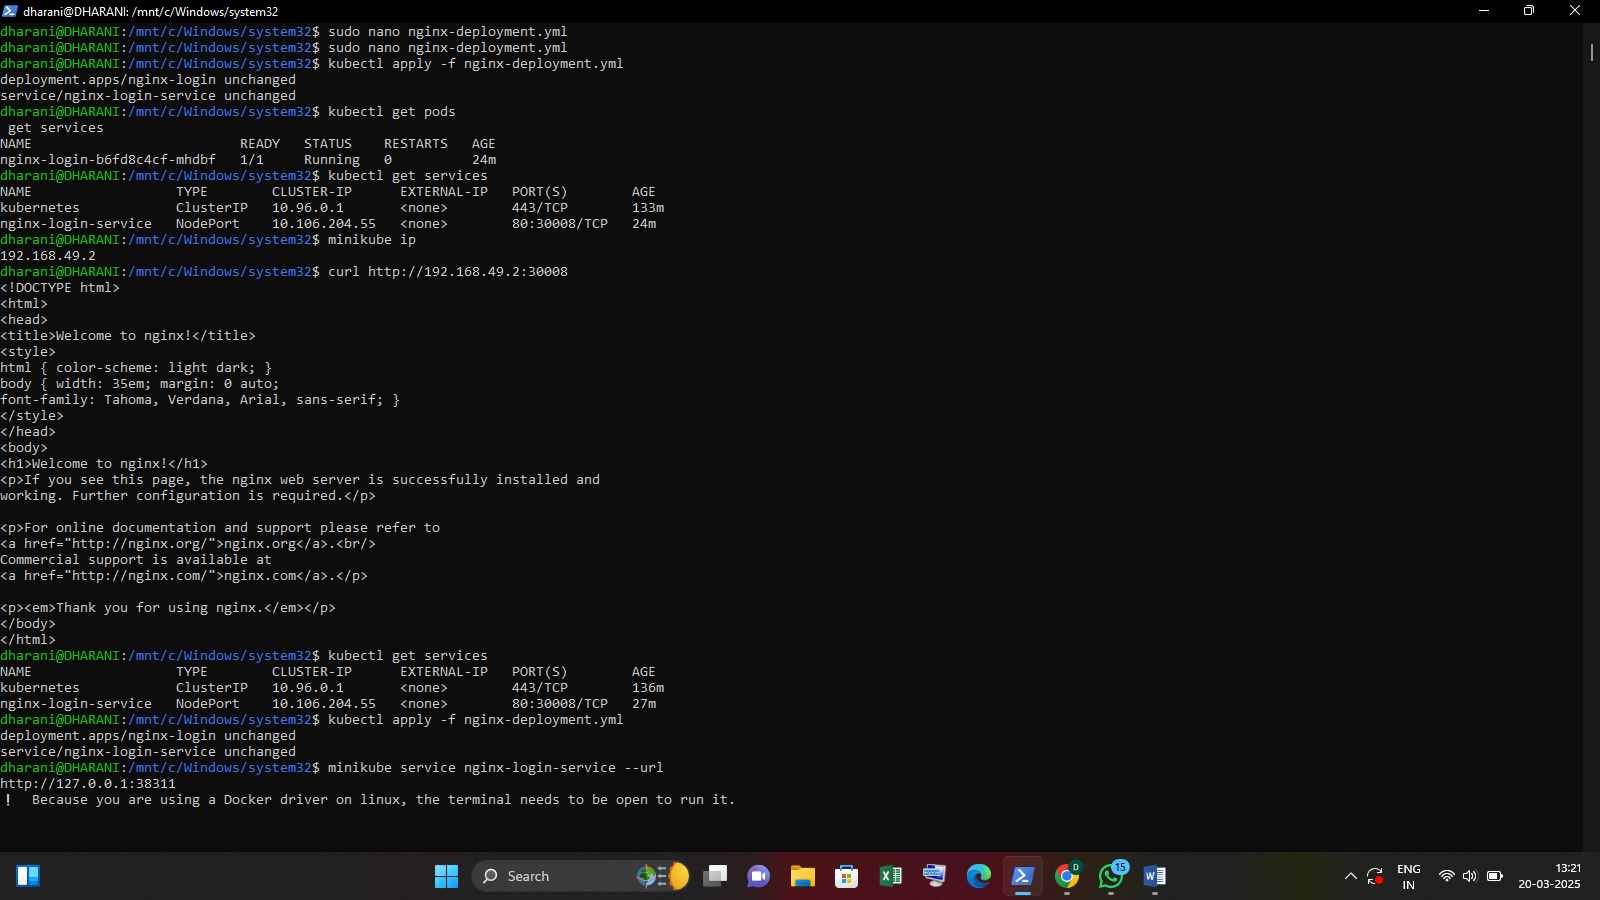 dharani@DHARANI: /mnt/c/Windows/system32
dharani@DHARANI:/mnt/c/Windows/system32$ sudo nano nginx-deployment.yml
dharani@DHARANI:/mnt/c/Windows/system32$ sudo nano nginx-deployment.yml
dharani@DHARANI:/mnt/c/Windows/system32$ kubectl apply -f nginx-deployment.yml
deployment.apps/nginx-login unchanged
service/nginx-login-service unchanged
dharani@DHARANI:/mnt/c/Windows/system32$ kubectl get pods
 get services
NAME                          READY   STATUS    RESTARTS   AGE
nginx-login-b6fd8c4cf-mhdbf   1/1     Running   0          24m
dharani@DHARANI:/mnt/c/Windows/system32$ kubectl get services
NAME                  TYPE        CLUSTER-IP      EXTERNAL-IP   PORT(S)        AGE
kubernetes            ClusterIP   10.96.0.1       <none>        443/TCP        133m
nginx-login-service   NodePort    10.106.204.55   <none>        80:30008/TCP   24m
dharani@DHARANI:/mnt/c/Windows/system32$ minikube ip
192.168.49.2
dharani@DHARANI:/mnt/c/Windows/system32$ curl http://192.168.49.2:30008
<!DOCTYPE html>
<html>
<head>
<title>Welcome to nginx!</title>
<style>
html { color-scheme: light dark; }
body { width: 35em; margin: 0 auto;
font-family: Tahoma, Verdana, Arial, sans-serif; }
</style>
</head>
<body>
<h1>Welcome to nginx!</h1>
<p>If you see this page, the nginx web server is successfully installed and
working. Further configuration is required.</p>
<p>For online documentation and support please refer to
<a href="http://nginx.org/">nginx.org</a>.<br/>
Commercial support is available at
<a href="http://nginx.com/">nginx.com</a>.</p>
<p><em>Thank you for using nginx.</em></p>
</body>
</html>
dharani@DHARANI:/mnt/c/Windows/system32$ kubectl get services
NAME                  TYPE        CLUSTER-IP      EXTERNAL-IP   PORT(S)        AGE
kubernetes            ClusterIP   10.96.0.1       <none>        443/TCP        136m
nginx-login-service   NodePort    10.106.204.55   <none>        80:30008/TCP   27m
dharani@DHARANI:/mnt/c/Windows/system32$ kubectl apply -f nginx-deployment.yml
deployment.apps/nginx-login unchanged
service/nginx-login-service unchanged
dharani@DHARANI:/mnt/c/Windows/system32$ minikube service nginx-login-service --url
http://127.0.0.1:38311
! Because you are using a Docker driver on linux, the terminal needs to be open to run it.
Search
D
15
ENG
IN
13:21
20-03-2025